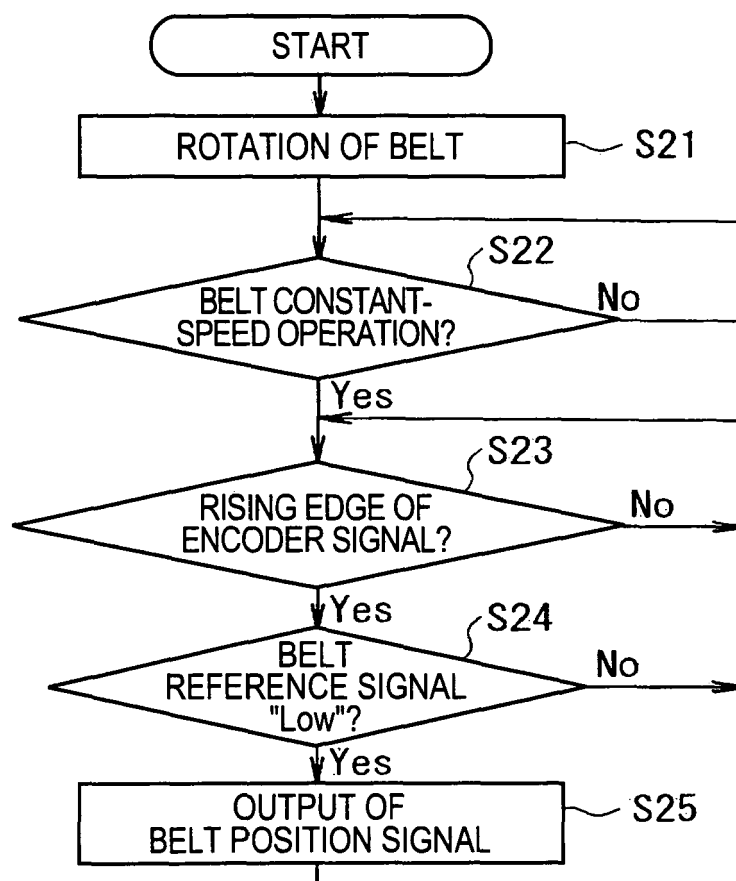 START
ROTATION OF BELT
S21
S22
BELT CONSTANT-
SPEED OPERATION?
No
Yes
S23
RISING EDGE OF
ENCODER SIGNAL?
No
Yes
S24
BELT
REFERENCE SIGNAL
"Low"?
No
Yes
OUTPUT OF
BELT POSITION SIGNAL
S25